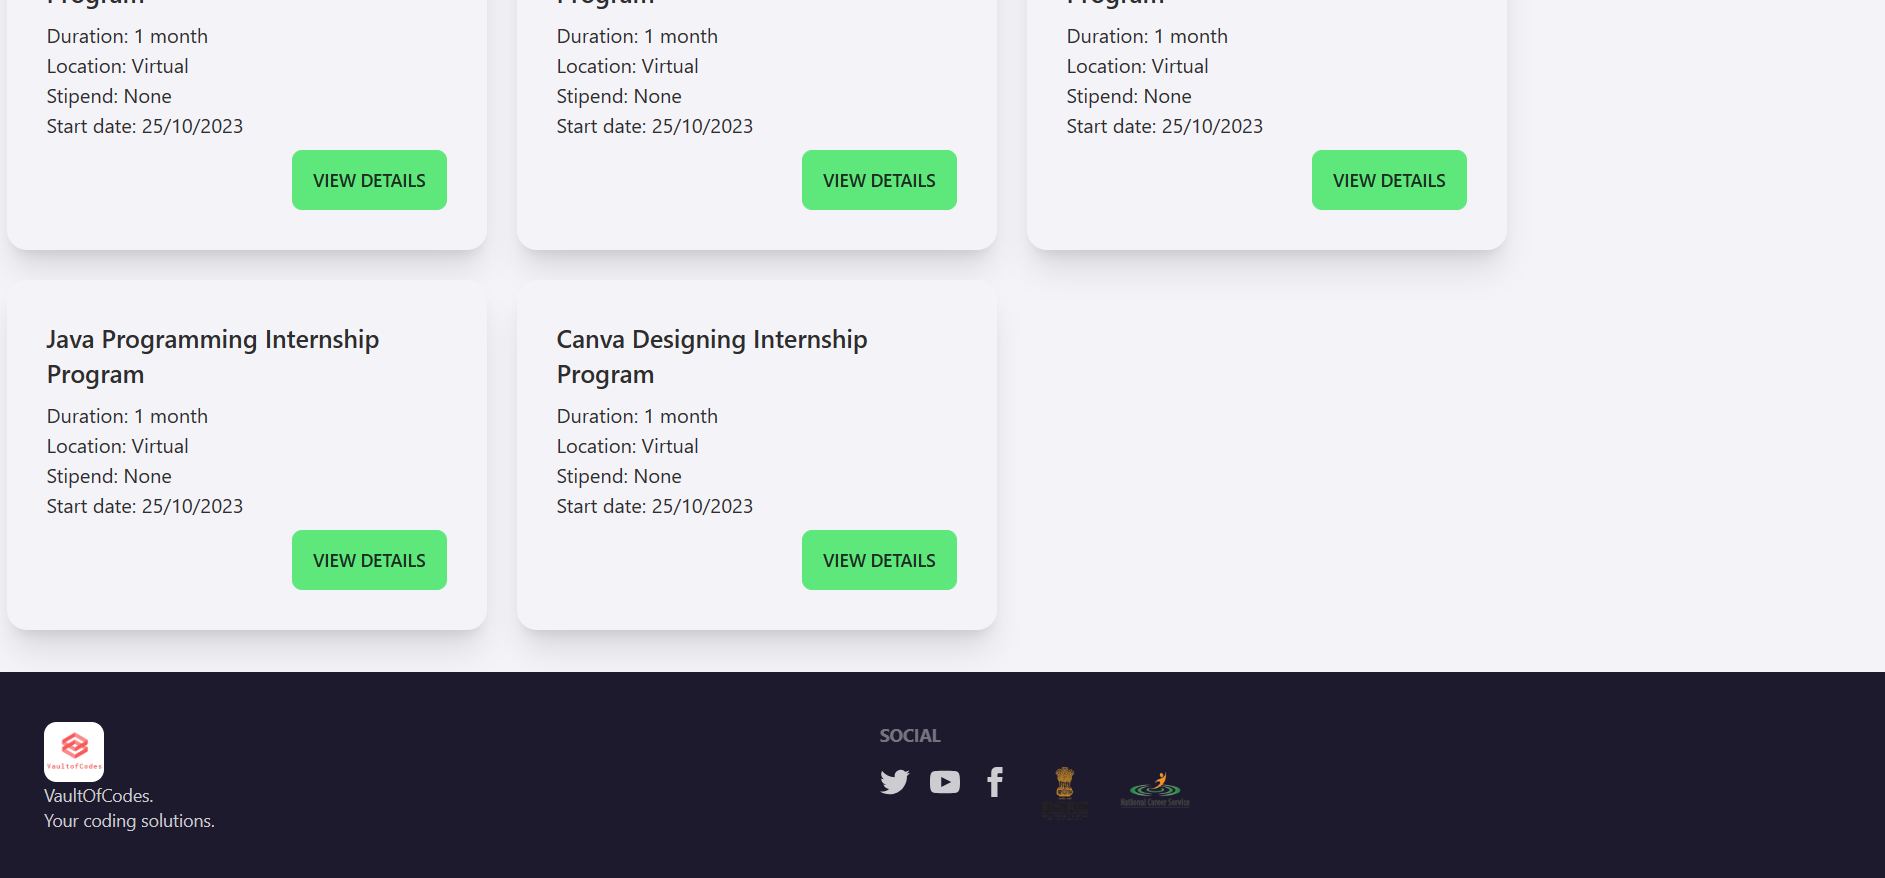 Program
Duration: 1 month
Location: Virtual
Stipend: None
Start date: 25/10/2023
VIEW DETAILS
Program
Duration: 1 month
Location: Virtual
Stipend: None
Start date: 25/10/2023
VIEW DETAILS
Program
Duration: 1 month
Location: Virtual
Stipend: None
Start date: 25/10/2023
VIEW DETAILS
Java Programming Internship
Program
Duration: 1 month
Location: Virtual
Stipend: None
Start date: 25/10/2023
VIEW DETAILS
Canva Designing Internship
Program
Duration: 1 month
Location: Virtual
Stipend: None
Start date: 25/10/2023
VIEW DETAILS
VaultofCodes
VaultOfCodes.
Your coding solutions.
SOCIAL
National Career Service